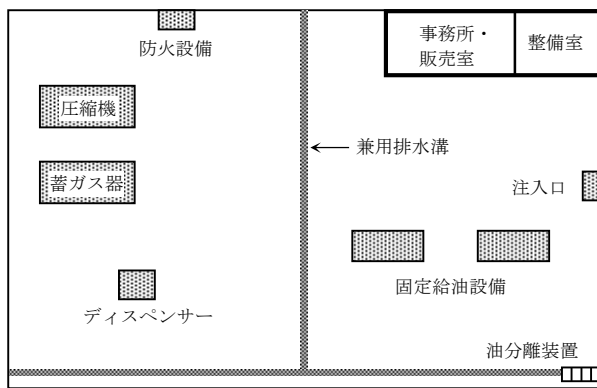 防火設備
事務所・
販売室
整備室
圧縮機
兼用排水溝
蓄ガス器
注入口
固定給油設備
ディスペンサー
油分離装置